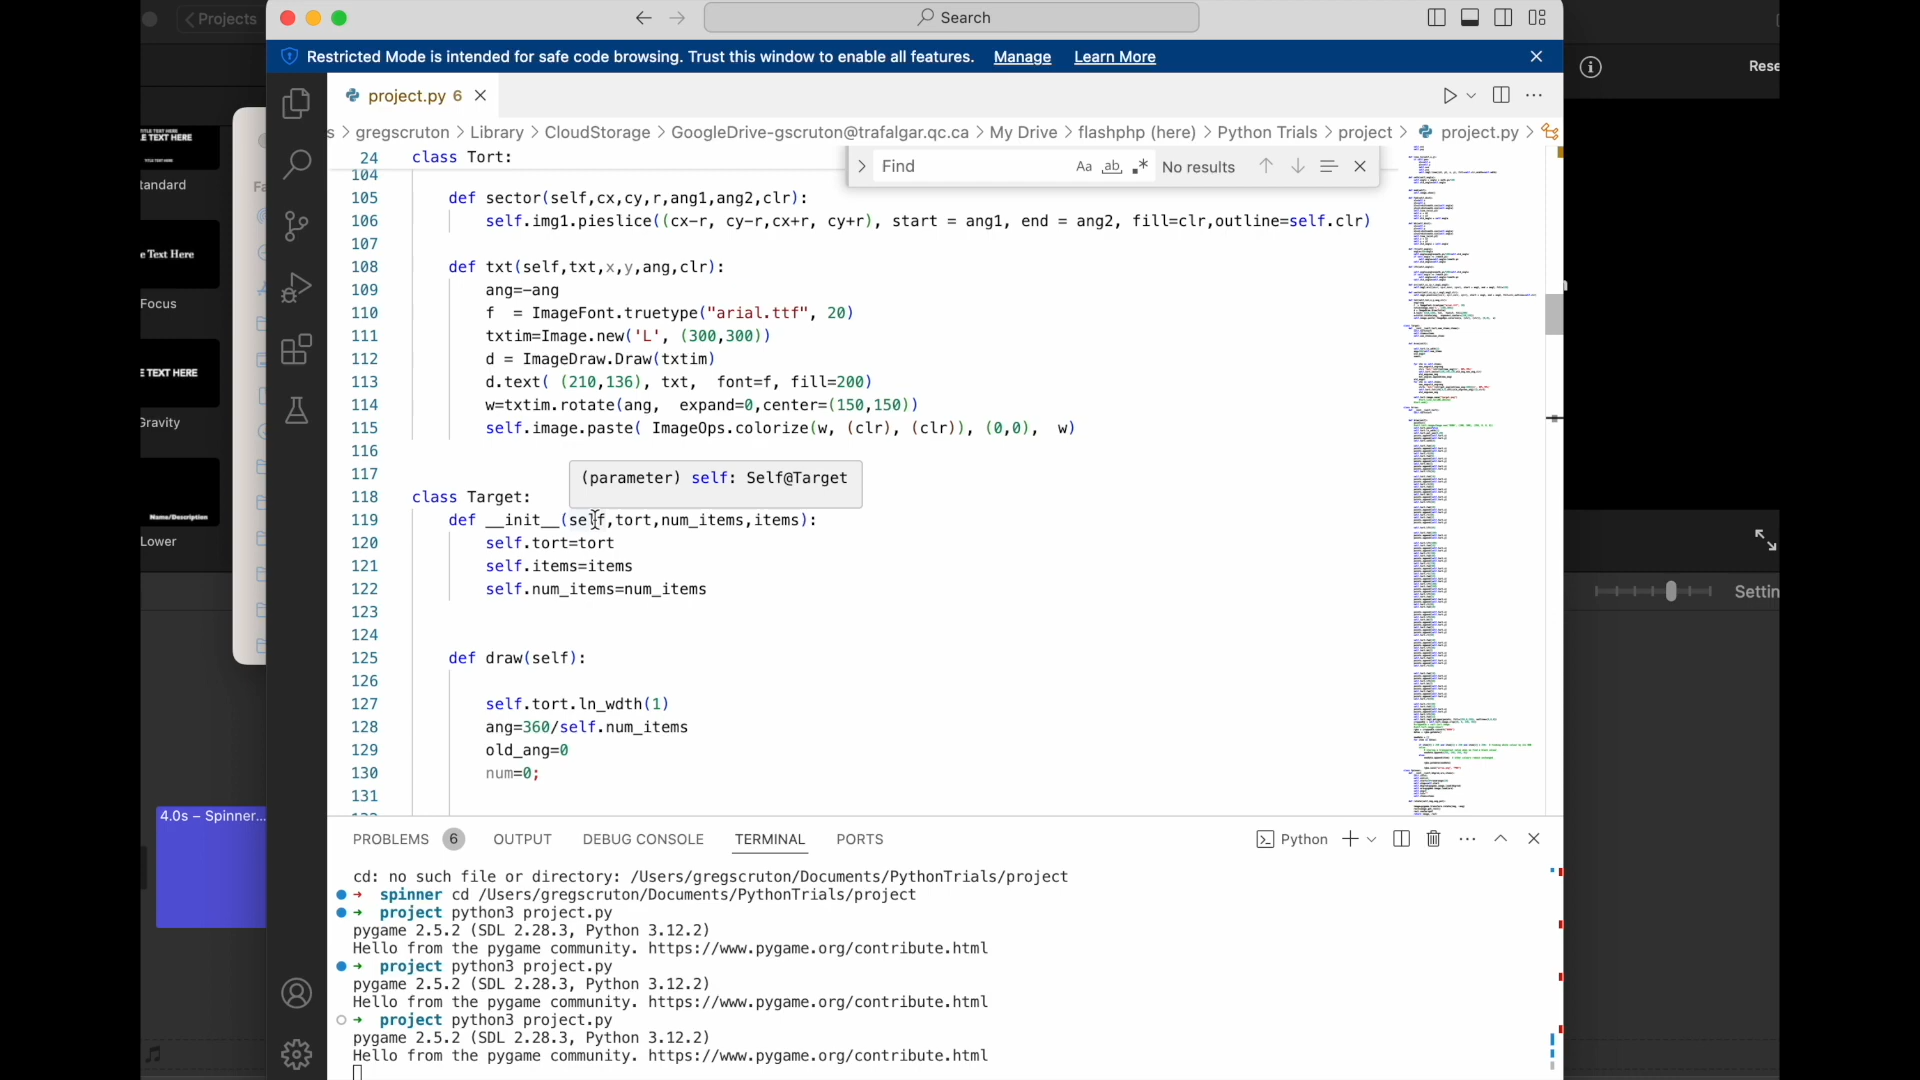 Projects
Search
Restricted Mode is intended for safe code browsing. Trust this window to enable all features. Manage Learn More
Rese
project.py 6
s > gregscruton > Library > CloudStorage > GoogleDrive-gscruton@trafalgar.qc.ca > My Drive > flashphp (here) > Python Trials > project > project.py >
24 class Tort:
Find
Aa ab No results
104
105 def sector(self,cx,cy,r,ang1,ang2,clr):
106 self.img1.pieslice((cx-r, cy-r,cx+r, cy+r), start = ang1, end = ang2, fill=clr,outline=self.clr)
107
108 def txt(self,txt,x,y,ang,clr):
109 ang=-ang
110 f = ImageFont.truetype("arial.ttf", 20)
111 txtim=Image.new('L', (300,300))
112 d = ImageDraw.Draw(txtim)
113 d.text( (210,136), txt, font=f, fill=200)
114 w=txtim.rotate(ang, expand=0,center=(150,150))
115 self.image.paste( ImageOps.colorize(w, (clr), (clr)), (0,0), w)
116
117
(parameter) self: Self@Target
118 class Target:
119 def __init__(self,tort,num_items,items):
120 self.tort=tort
121 self.items=items
122 self.num_items=num_items
123
124
125 def draw(self):
126
127 self.tort.ln_wdth(1)
128 ang=360/self.num_items
129 old_ang=0
130 num=0;
131
TITLE TEXT HERE
tandard
Fa
e Text Here
Focus
E TEXT HERE
Gravity
Name/Description
Lower
Settin
4.0s – Spinner...
PROBLEMS 6 OUTPUT DEBUG CONSOLE TERMINAL PORTS
Python
cd: no such file or directory: /Users/gregscruton/Documents/PythonTrials/project
➜ spinner cd /Users/gregscruton/Documents/PythonTrials/project
➜ project python3 project.py
pygame 2.5.2 (SDL 2.28.3, Python 3.12.2)
Hello from the pygame community. https://www.pygame.org/contribute.html
➜ project python3 project.py
pygame 2.5.2 (SDL 2.28.3, Python 3.12.2)
Hello from the pygame community. https://www.pygame.org/contribute.html
➜ project python3 project.py
pygame 2.5.2 (SDL 2.28.3, Python 3.12.2)
Hello from the pygame community. https://www.pygame.org/contribute.html